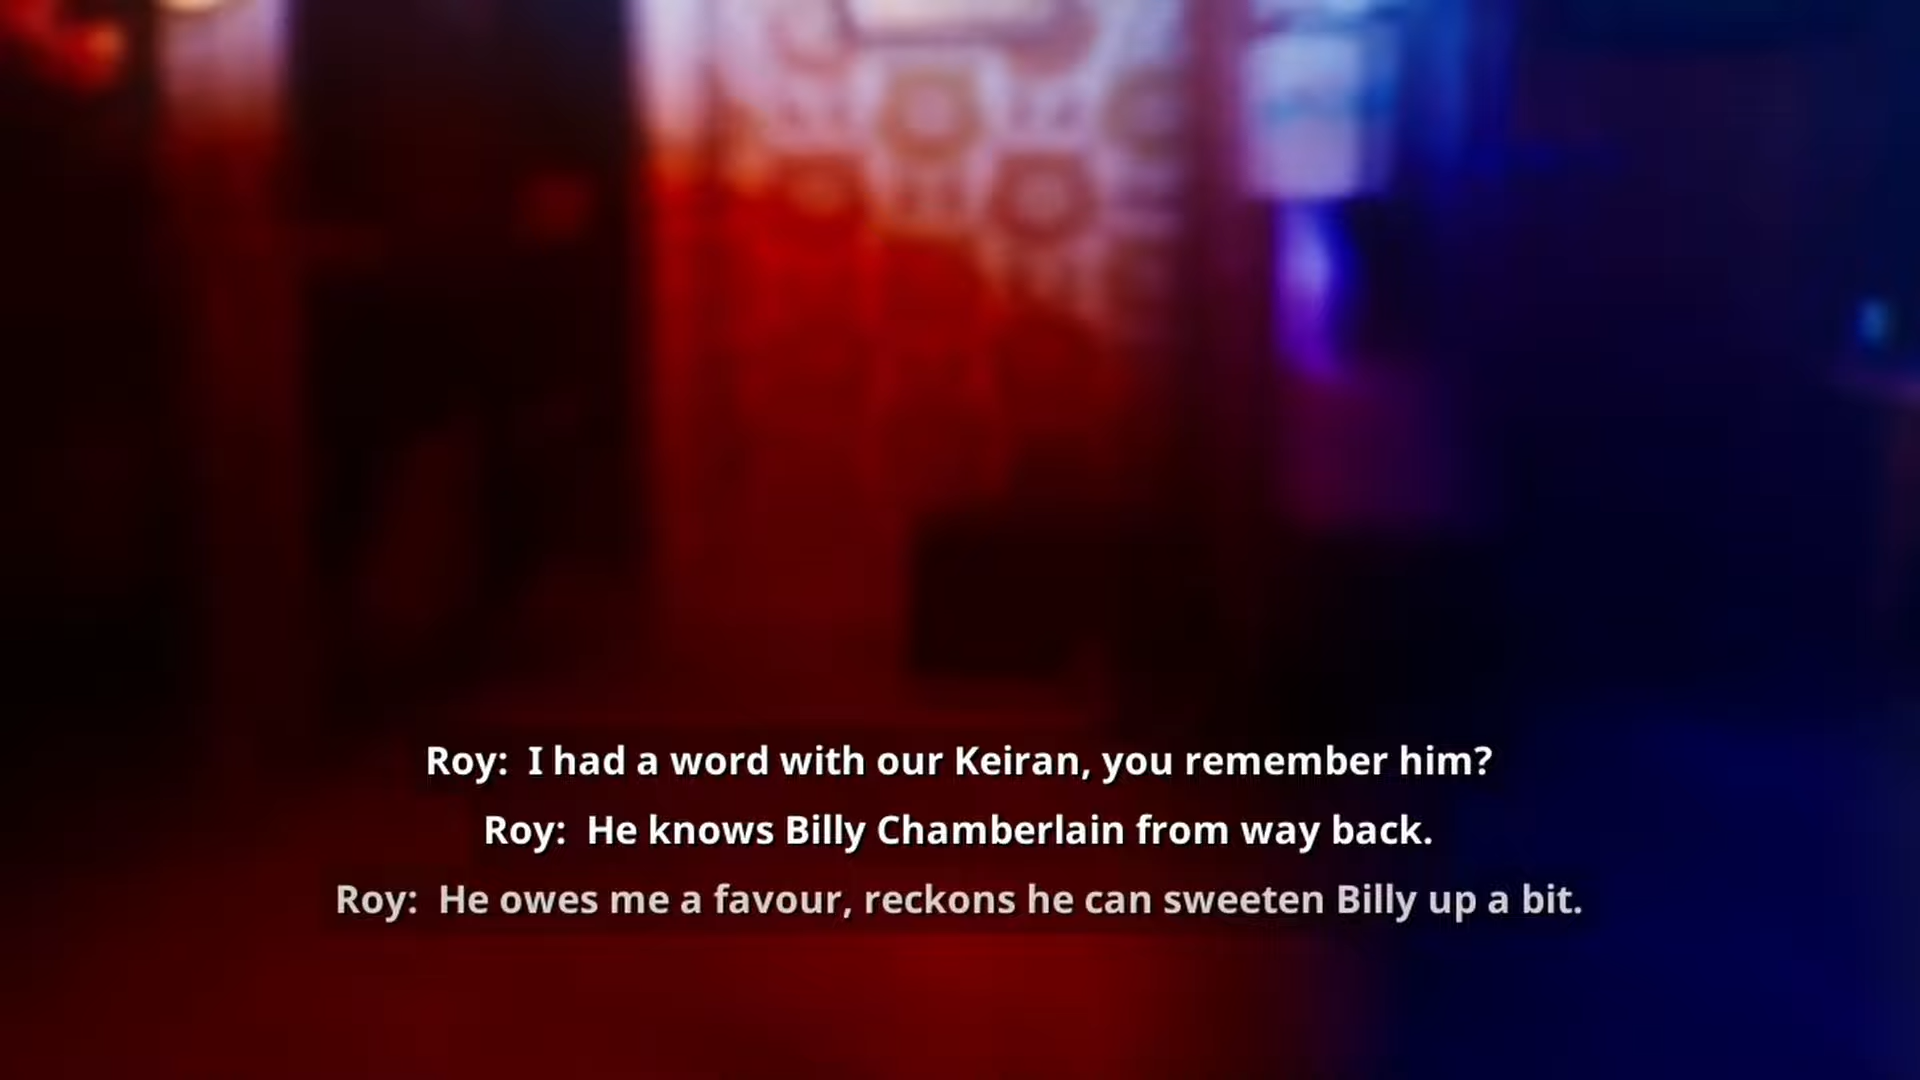 Roy: I had a word with our Keiran, you remember him?
Roy: He knows Billy Chamberlain from way back.
Roy: He owes me a favour, reckons he can sweeten Billy up a bit.